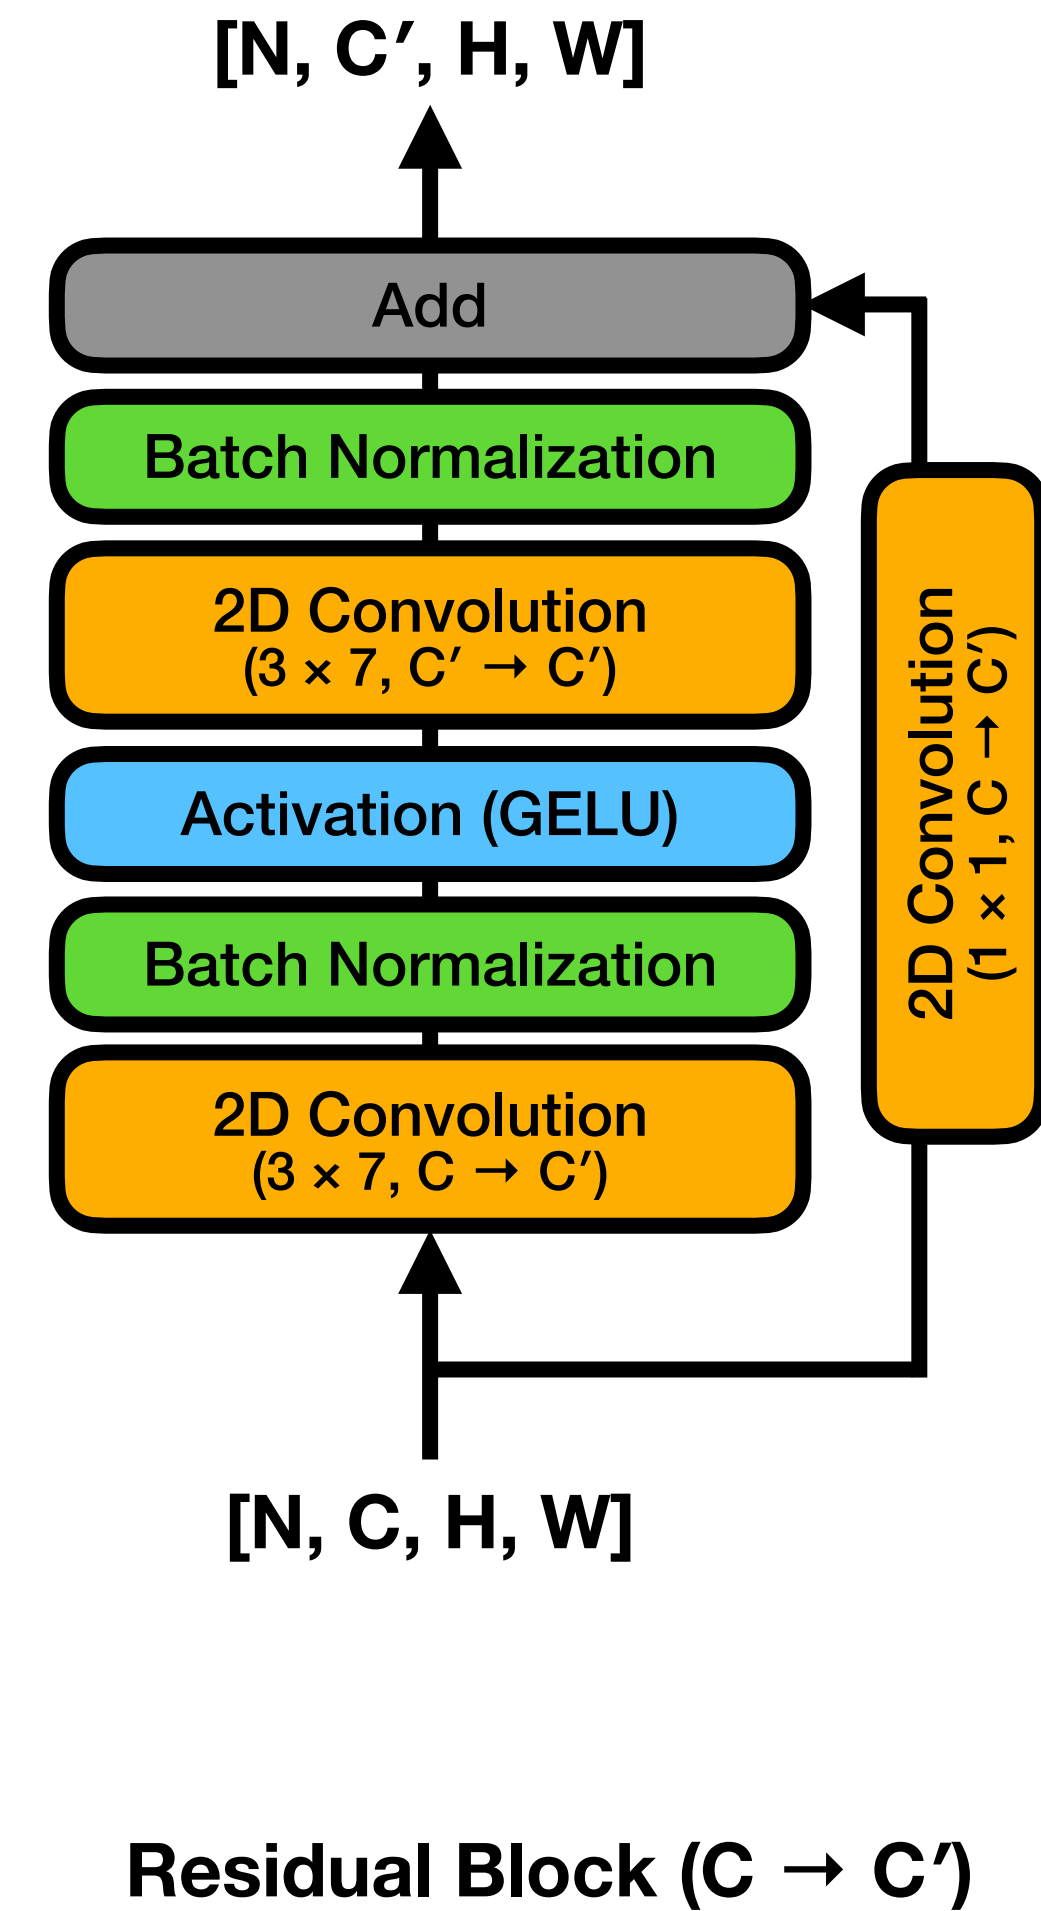 [N, C′, H, W]
Add
Batch Normalization
2D Convolution
(3 × 7, C′ → C′)
Activation (GELU)
Batch Normalization
2D Convolution
(3 × 7, C → C′)
2D Convolution
(1 × 1, C → C′)
[N, C, H, W]
Residual Block (C → C′)